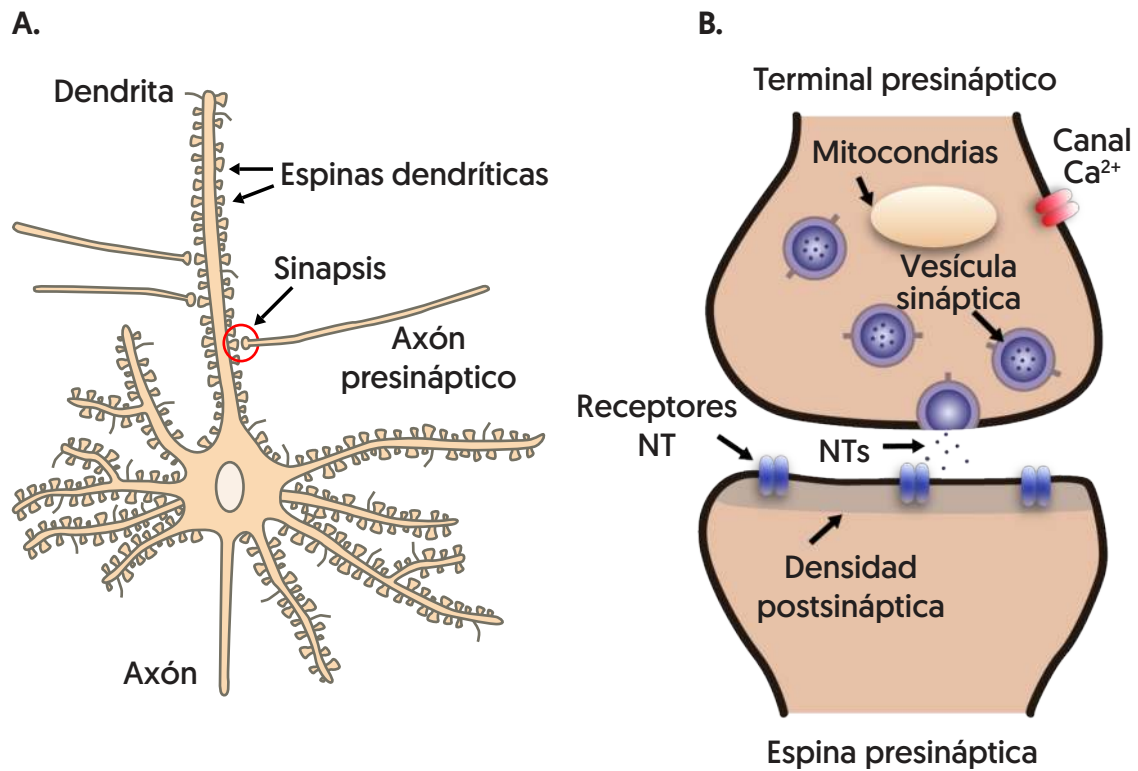 A.
Dendrita
Espinas dendríticas
Sinapsis
Axón
presináptico
Axón
B.
Terminal presináptico
Mitocondrias
Canal
Ca²⁺
Vesícula
sináptica
Receptores
NT
NTs
Densidad
postsináptica
Espina presináptica